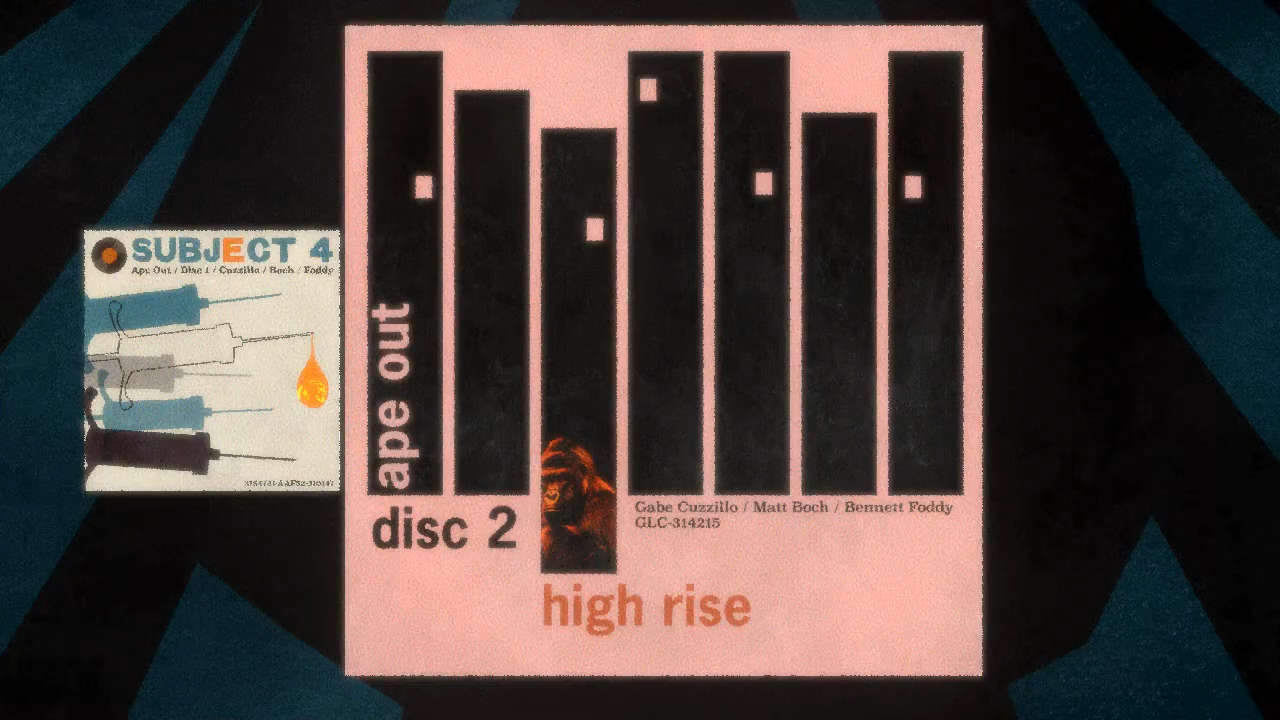 SUBJECT 4
Ape Out / Disc 1 / Cuzzillo / Boch / Foddy
ape out
disc 2
Gabe Cuzzillo / Matt Boch / Bennett Foddy
GLC-314215
high rise